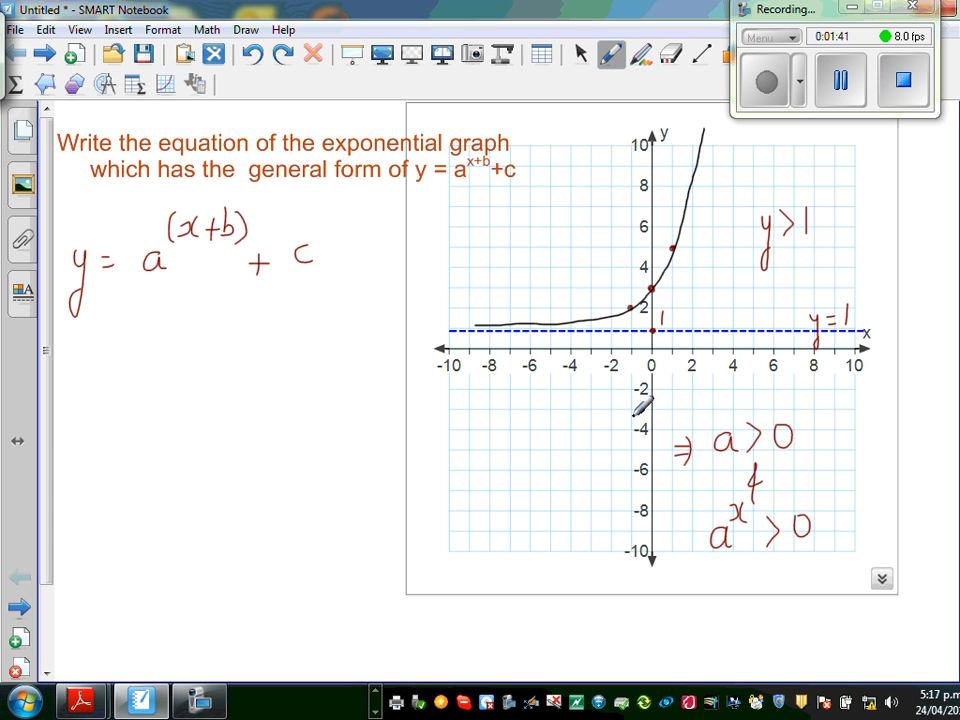 Untitled * - SMART Notebook
File Edit View Insert Format Math Draw Help
Recording...
Menu 0:01:41 8.0 fps
Write the equation of the exponential graph
which has the general form of y = a^x+b+c
y = a^(x+b) + c
y
10
8
6
4
2
y > 1
1
y = 1
x
-10 -8 -6 -4 -2 0 2 4 6 8 10
-2
-4
-6
-8
-10
⇒ a > 0
&
a^x > 0
5:17 p.m
24/04/20